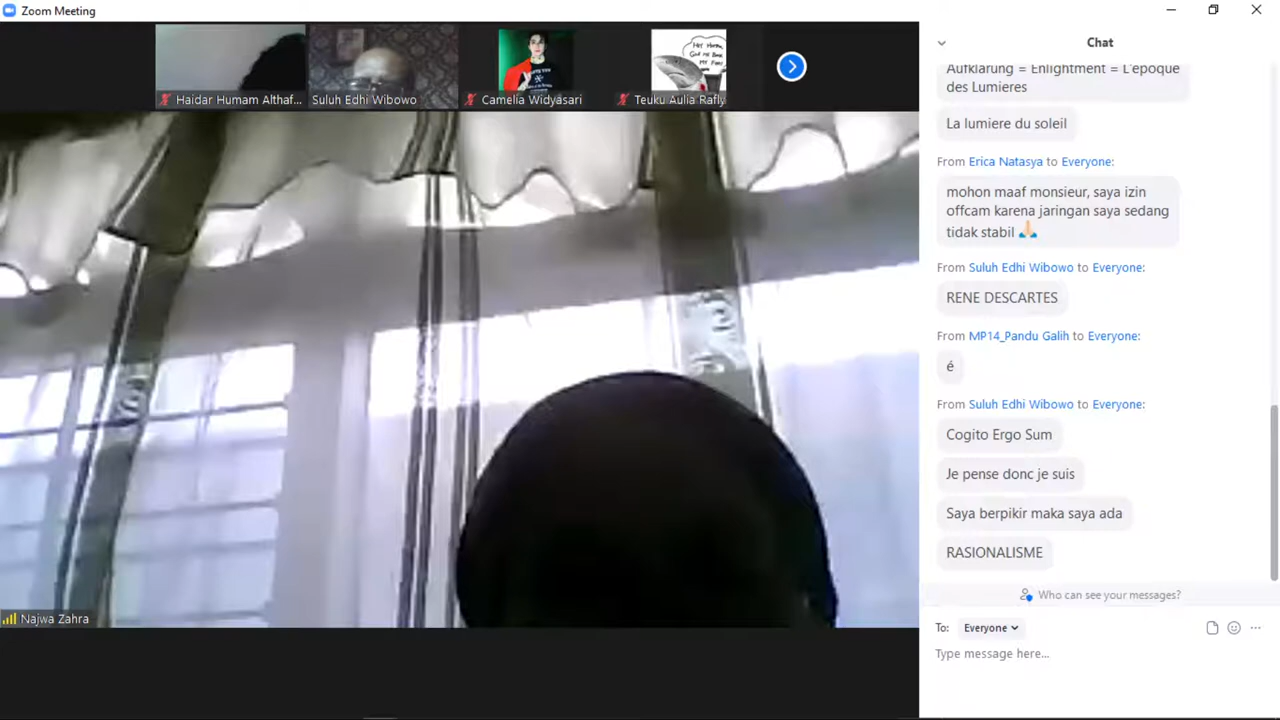 Zoom Meeting
Haidar Humam Althaf...
Suluh Edhi Wibowo
Camelia Widyasari
Teuku Aulia Rafly
Najwa Zahra
Chat
Aufklarung = Enlightment = L'epoque
des Lumieres
La lumiere du soleil
From Erica Natasya to Everyone:
mohon maaf monsieur, saya izin
offcam karena jaringan saya sedang
tidak stabil 🙏🏻
From Suluh Edhi Wibowo to Everyone:
RENE DESCARTES
From MP14_Pandu Galih to Everyone:
é
From Suluh Edhi Wibowo to Everyone:
Cogito Ergo Sum
Je pense donc je suis
Saya berpikir maka saya ada
RASIONALISME
Who can see your messages?
To: Everyone
Type message here...